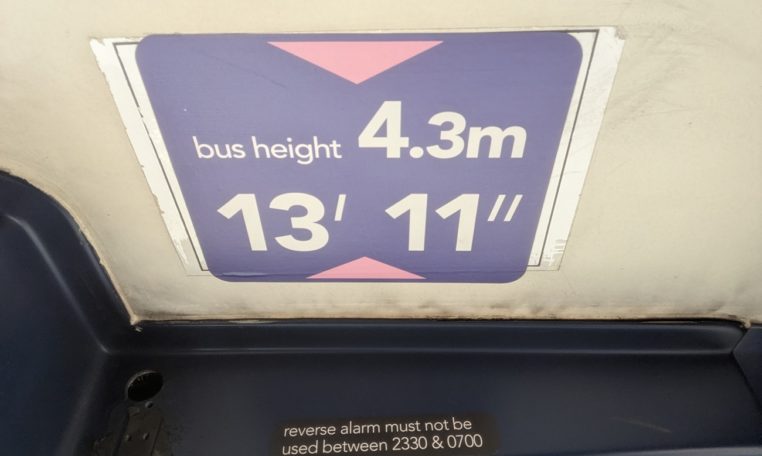 bus height 4.3m
13' 11"
reverse alarm must not be
used between 2330 & 0700